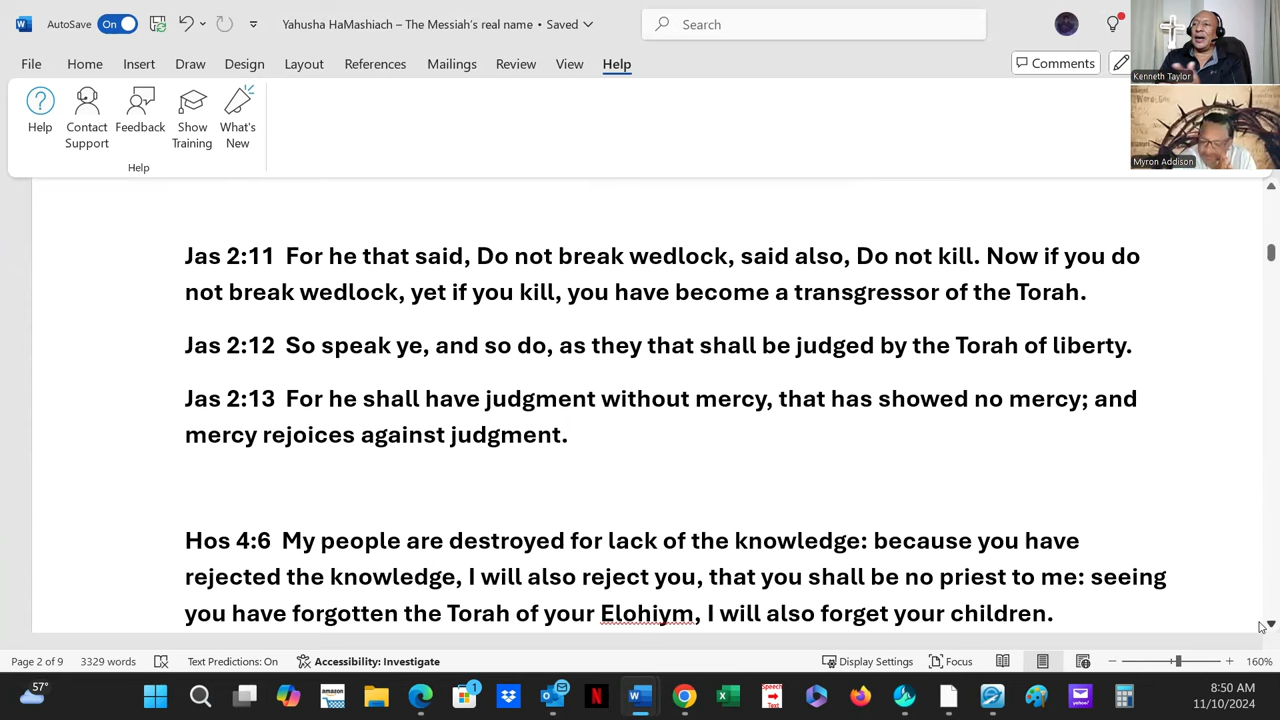 AutoSave On Yahusha HaMashiach – The Messiah's real name • Saved Search
File Home Insert Draw Design Layout References Mailings Review View Help Comments
Kenneth Taylor
Help Contact Support Feedback Show Training What's New
Help
Myron Addison
Jas 2:11 For he that said, Do not break wedlock, said also, Do not kill. Now if you do
not break wedlock, yet if you kill, you have become a transgressor of the Torah.
Jas 2:12 So speak ye, and so do, as they that shall be judged by the Torah of liberty.
Jas 2:13 For he shall have judgment without mercy, that has showed no mercy; and
mercy rejoices against judgment.
Hos 4:6 My people are destroyed for lack of the knowledge: because you have
rejected the knowledge, I will also reject you, that you shall be no priest to me: seeing
you have forgotten the Torah of your Elohiym, I will also forget your children.
Page 2 of 9 3329 words Text Predictions: On Accessibility: Investigate Display Settings Focus 160%
57° 8:50 AM
11/10/2024